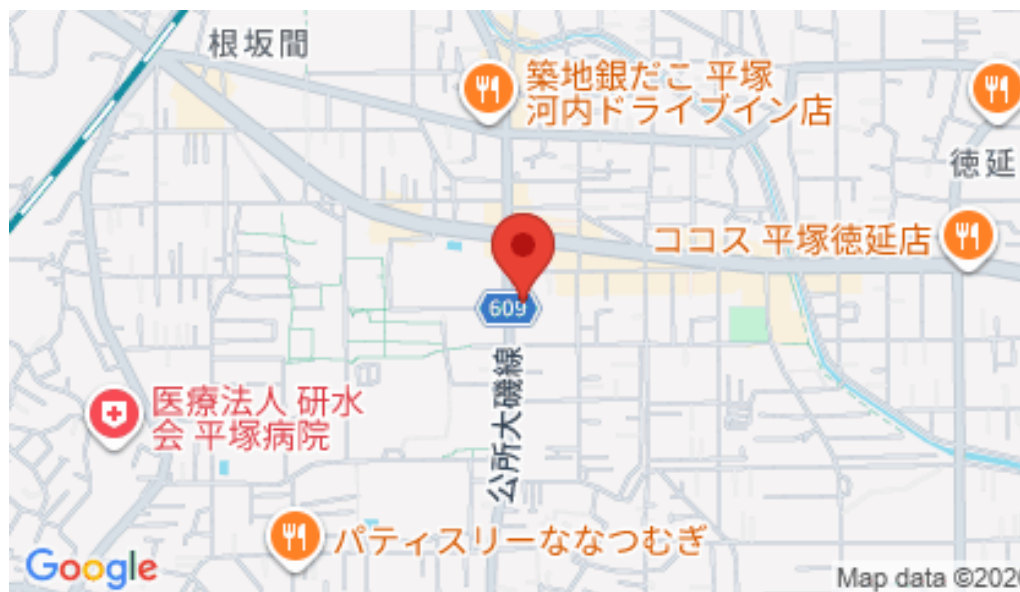 根坂間
築地銀だこ 平塚
河内ドライブイン店
徳延
ココス 平塚徳延店
609
公所大磯線
医療法人 研水
会 平塚病院
パティスリーななつむぎ
Google
Map data ©2020